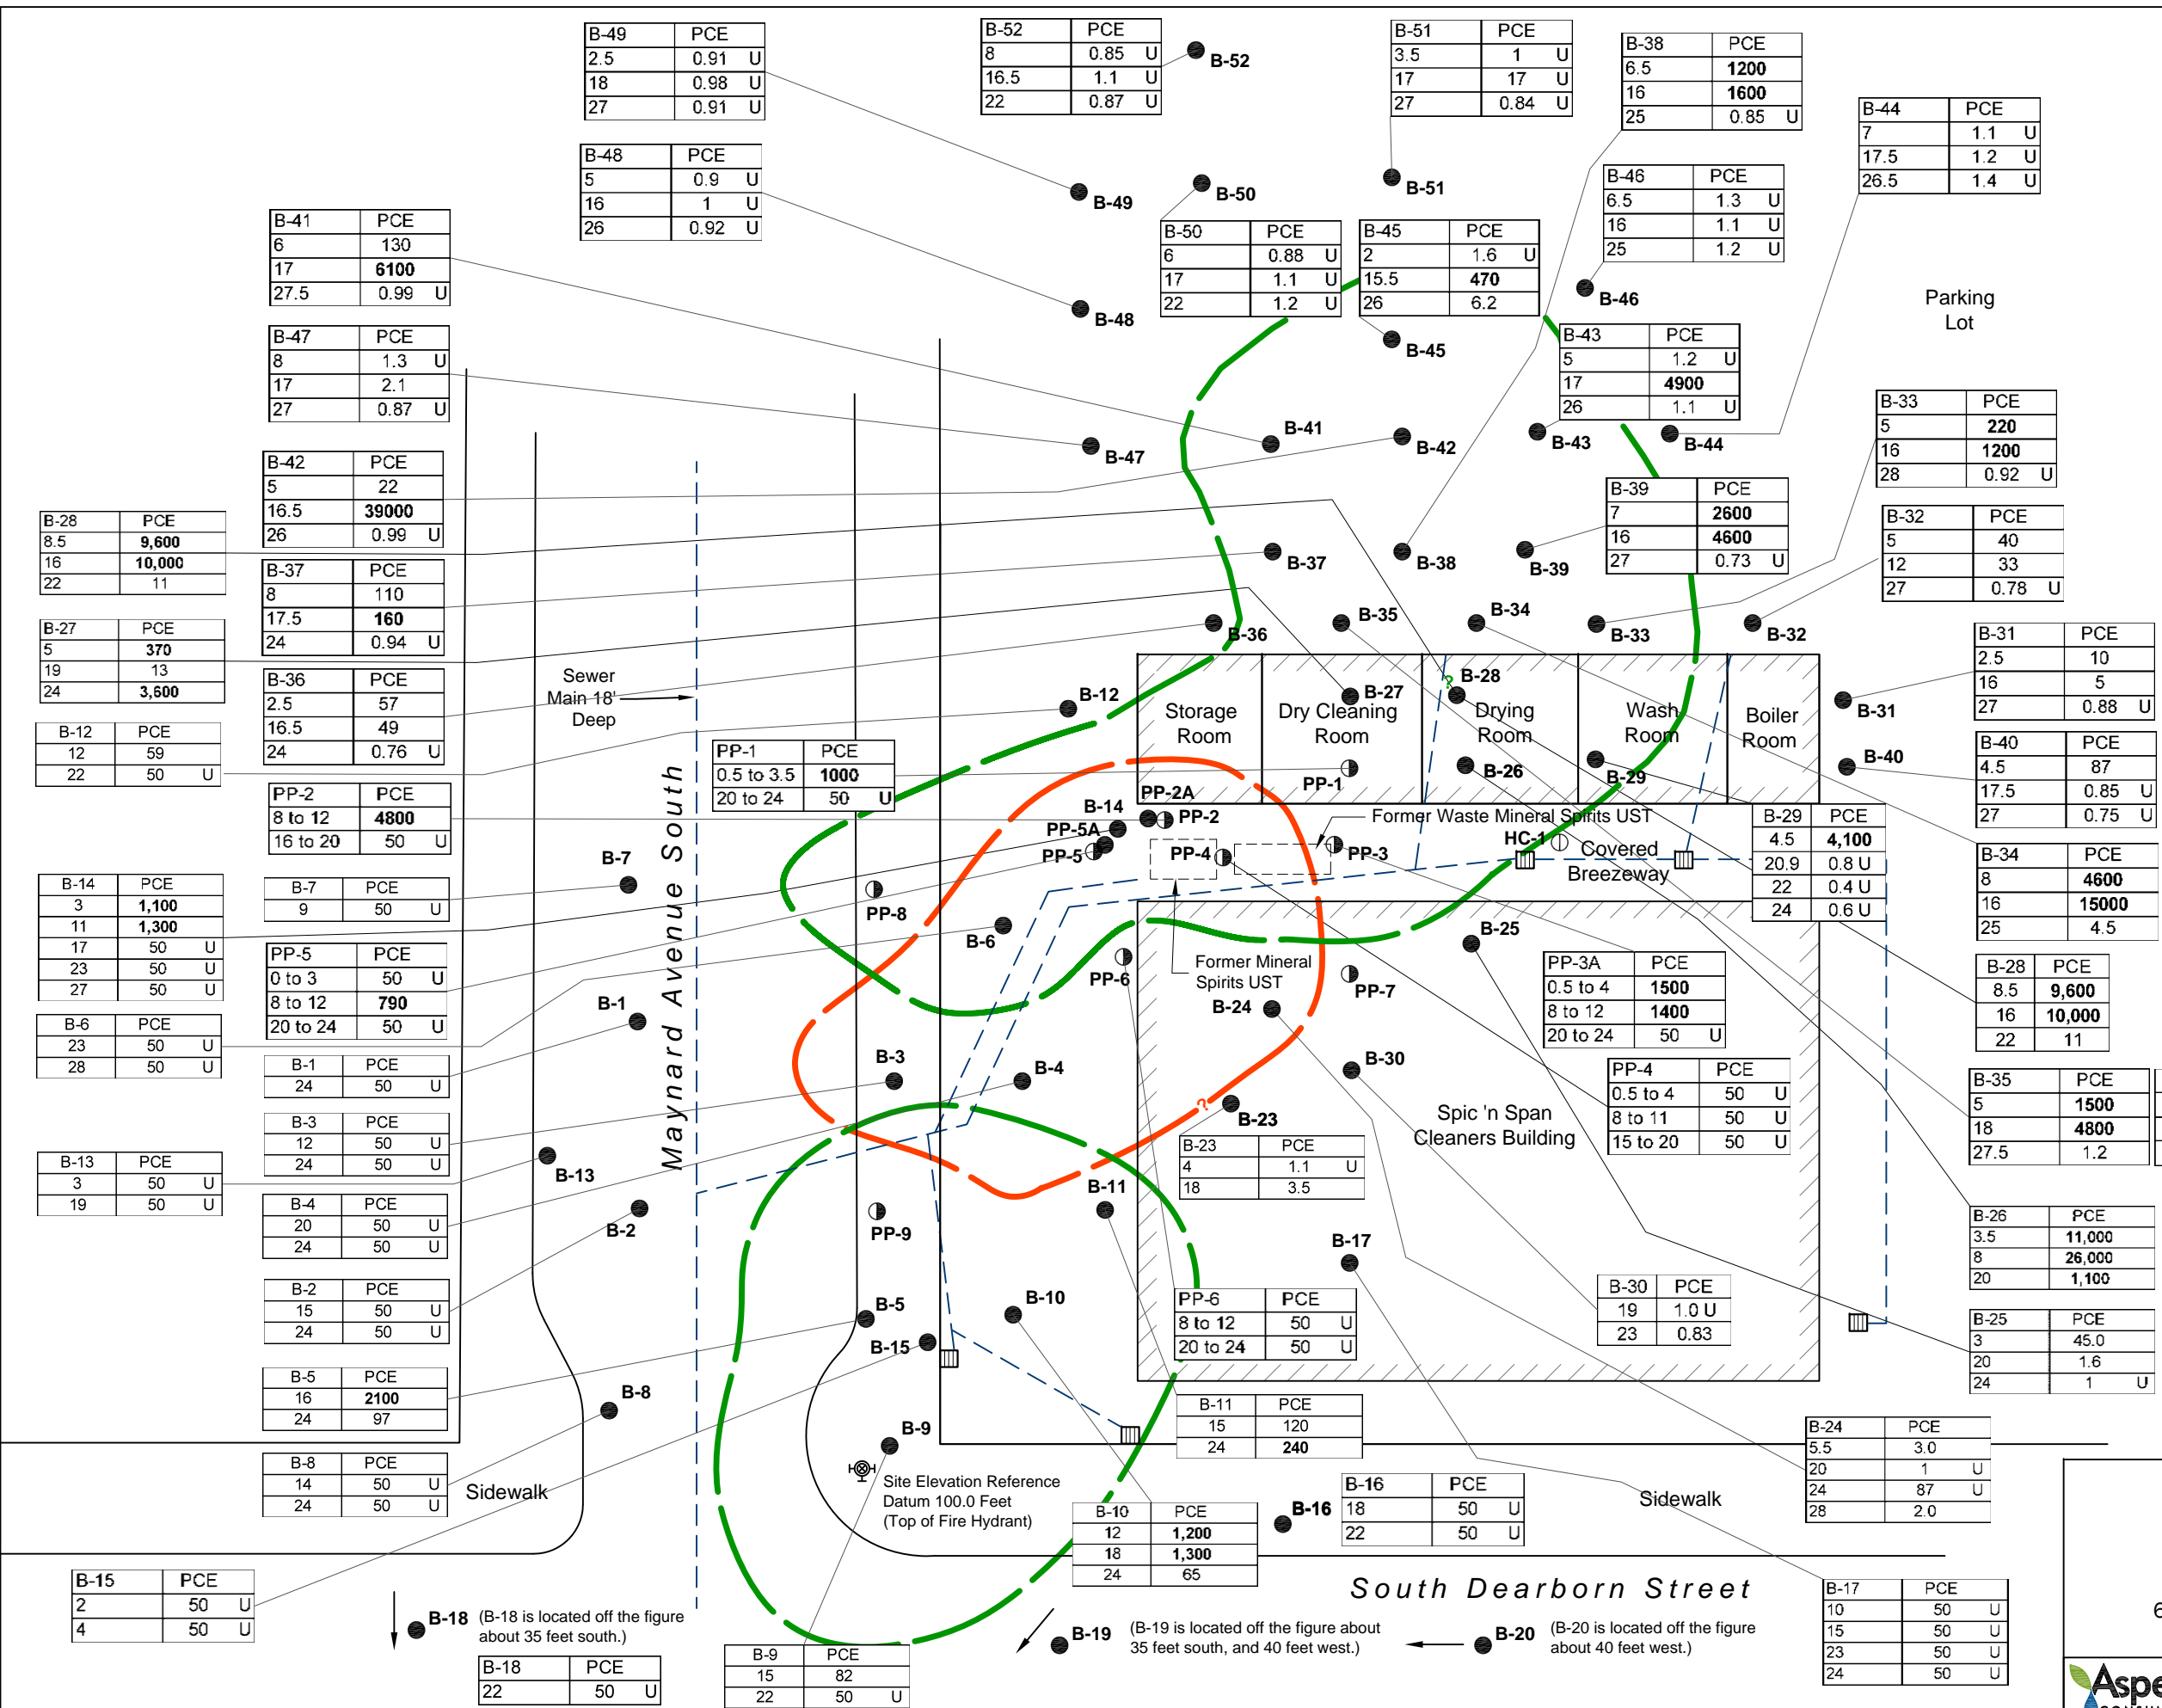 B-49 PCE
2.5 0.91 U
18 0.98 U
27 0.91 U
B-52 PCE
8 0.85 U
16.5 1.1 U
22 0.87 U
B-52
B-51 PCE
3.5 1 U
17 17 U
27 0.84 U
B-38 PCE
6.5 1200
16 1600
25 0.85 U
B-44 PCE
7 1.1 U
17.5 1.2 U
26.5 1.4 U
B-48 PCE
5 0.9 U
16 1 U
26 0.92 U
B-49
B-50
B-51
B-46 PCE
6.5 1.3 U
16 1.1 U
25 1.2 U
B-41 PCE
6 130
17 6100
27.5 0.99 U
B-50 PCE
6 0.88 U
17 1.1 U
22 1.2 U
B-45 PCE
2 1.6 U
15.5 470
26 6.2
B-46
Parking
Lot
B-48
B-45
B-47 PCE
8 1.3 U
17 2.1
27 0.87 U
B-43 PCE
5 1.2 U
17 4900
26 1.1 U
B-33 PCE
5 220
16 1200
28 0.92 U
B-47
B-41
B-42
B-43
B-44
B-42 PCE
5 22
16.5 39000
26 0.99 U
B-39 PCE
7 2600
16 4600
27 0.73 U
B-32 PCE
5 40
12 33
27 0.78 U
B-28 PCE
8.5 9,600
16 10,000
22 11
B-37 PCE
8 110
17.5 160
24 0.94 U
B-37
B-38
B-39
B-27 PCE
5 370
19 13
24 3,600
B-36
B-35
B-34
B-33
B-32
B-31 PCE
2.5 10
16 5
27 0.88 U
B-36 PCE
2.5 57
16.5 49
24 0.76 U
Sewer
Main 18'
Deep
B-12
B-27
B-28
?
B-31
Storage
Room
Dry Cleaning
Room
Drying
Room
Wash
Room
Boiler
Room
B-12 PCE
12 59
22 50 U
PP-1 PCE
0.5 to 3.5 1000
20 to 24 50 U
PP-1
B-26
B-29
B-40
B-40 PCE
4.5 87
17.5 0.85 U
27 0.75 U
PP-2 PCE
8 to 12 4800
16 to 20 50 U
Maynard Avenue South
B-14
PP-2A
PP-2
PP-5A
PP-5
PP-4
Former Waste Mineral Spirits UST
PP-3
HC-1
Covered
Breezeway
B-29 PCE
4.5 4,100
20.9 0.8 U
22 0.4 U
24 0.6 U
B-34 PCE
8 4600
16 15000
25 4.5
B-7
B-14 PCE
3 1,100
11 1,300
17 50 U
23 50 U
27 50 U
B-7 PCE
9 50 U
PP-8
B-6
PP-5 PCE
0 to 3 50 U
8 to 12 790
20 to 24 50 U
PP-6
Former Mineral
Spirits UST
PP-7
B-25
PP-3A PCE
0.5 to 4 1500
8 to 12 1400
20 to 24 50 U
B-28 PCE
8.5 9,600
16 10,000
22 11
B-6 PCE
23 50 U
28 50 U
B-1
B-24
B-1 PCE
24 50 U
B-3
B-4
B-30
PP-4 PCE
0.5 to 4 50 U
8 to 11 50 U
15 to 20 50 U
B-35 PCE
5 1500
18 4800
27.5 1.2
B-3 PCE
12 50 U
24 50 U
?
B-23
Spic 'n Span
Cleaners Building
B-23 PCE
4 1.1 U
18 3.5
B-13 PCE
3 50 U
19 50 U
B-13
B-4 PCE
20 50 U
24 50 U
B-2
PP-9
B-11
B-17
B-26 PCE
3.5 11,000
8 26,000
20 1,100
B-2 PCE
15 50 U
24 50 U
B-5
B-10
B-15
PP-6 PCE
8 to 12 50 U
20 to 24 50 U
B-30 PCE
19 1.0 U
23 0.83
B-25 PCE
3 45.0
20 1.6
24 1 U
B-5 PCE
16 2100
24 97
B-8
B-11 PCE
15 120
24 240
B-24 PCE
5.5 3.0
20 1 U
24 87 U
28 2.0
B-8 PCE
14 50 U
24 50 U
Sidewalk
B-9
Site Elevation Reference
Datum 100.0 Feet
(Top of Fire Hydrant)
B-10 PCE
12 1,200
18 1,300
24 65
B-16
B-16 PCE
18 50 U
22 50 U
Sidewalk
B-15 PCE
2 50 U
4 50 U
South Dearborn Street
B-17 PCE
10 50 U
15 50 U
23 50 U
24 50 U
B-18 (B-18 is located off the figure
about 35 feet south.)
B-19 (B-19 is located off the figure about
35 feet south, and 40 feet west.)
B-20 (B-20 is located off the figure
about 40 feet west.)
B-18 PCE
22 50 U
B-9 PCE
15 82
22 50 U
6
Aspe